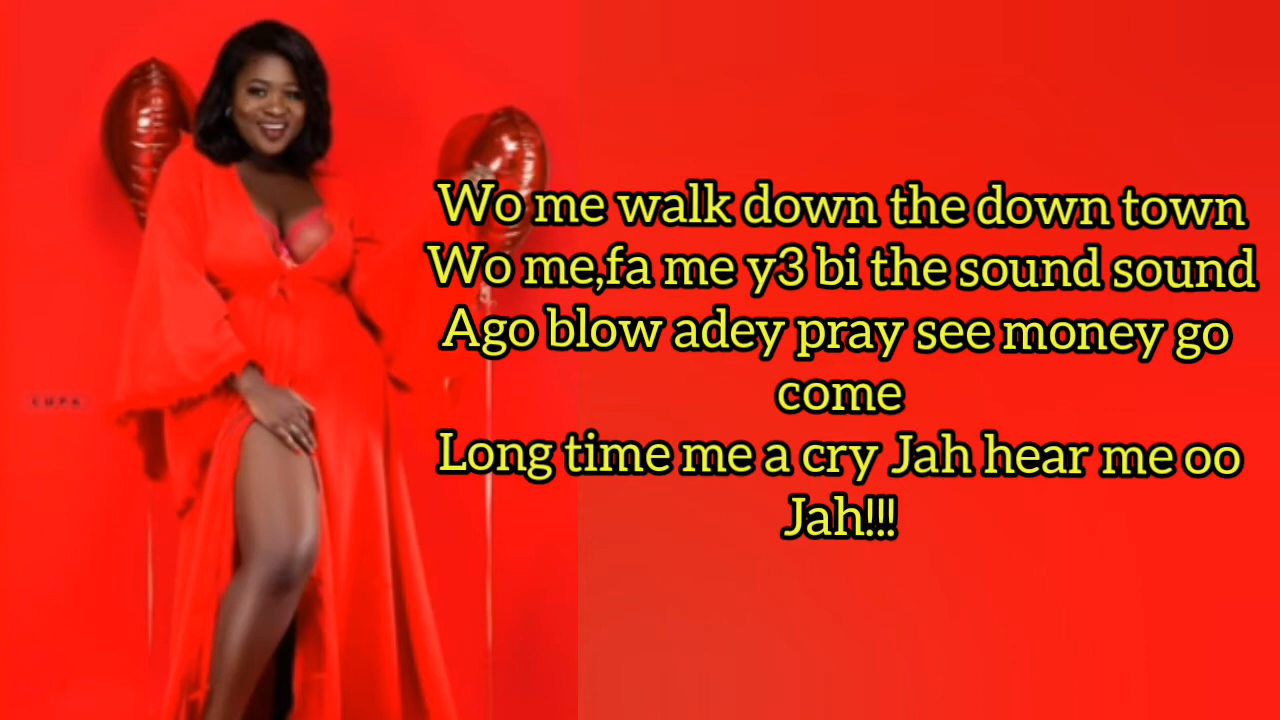 Wo me walk down the down town
Wo me,fa me y3 bi the sound sound
Ago blow adey pray see money go
come
Long time me a cry Jah hear me oo
Jah!!!